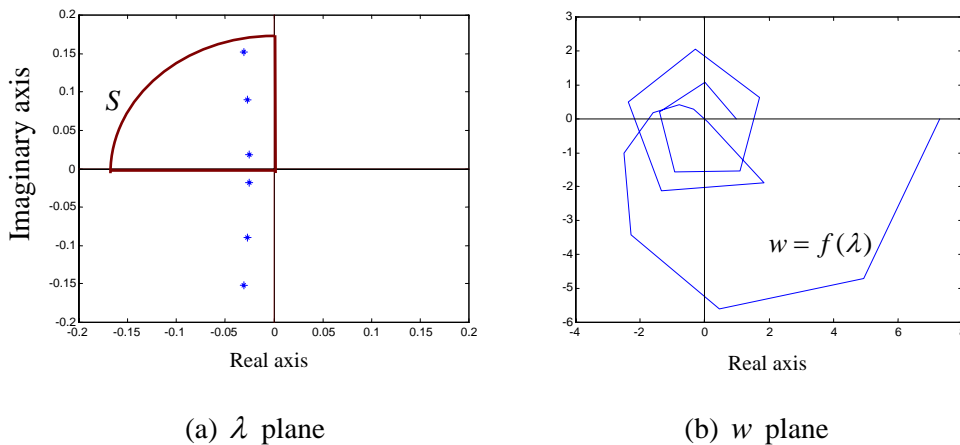 0.2
0.15
0.1
0.05
0
-0.05
-0.1
-0.15
-0.2
-0.2 -0.15 -0.1 -0.05 0 0.05 0.1 0.15 0.2
Imaginary axis
Real axis
S
(a) λ plane
3
2
1
0
-1
-2
-3
-4
-5
-6
-4 -2 0 2 4 6 8
w = f(λ)
Real axis
(b) w plane